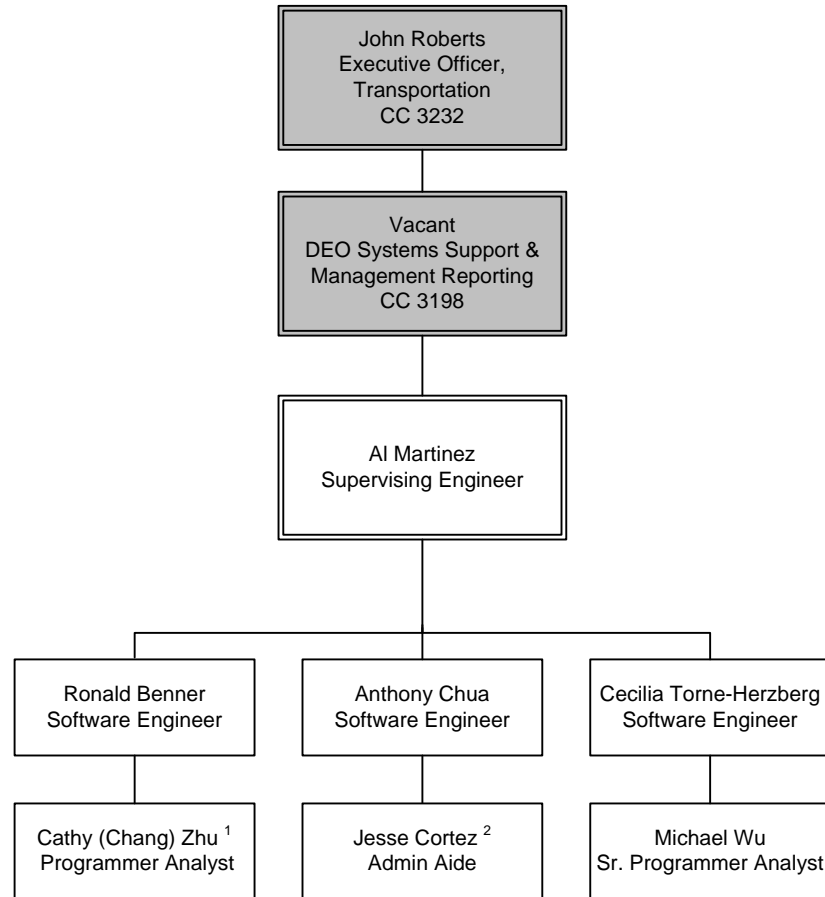 John Roberts
Executive Officer,
Transportation
CC 3232
Vacant
DEO Systems Support &
Management Reporting
CC 3198
Al Martinez
Supervising Engineer
Ronald Benner
Software Engineer
Anthony Chua
Software Engineer
Cecilia Torne-Herzberg
Software Engineer
Cathy (Chang) Zhu 1
Programmer Analyst
Jesse Cortez 2
Admin Aide
Michael Wu
Sr. Programmer Analyst